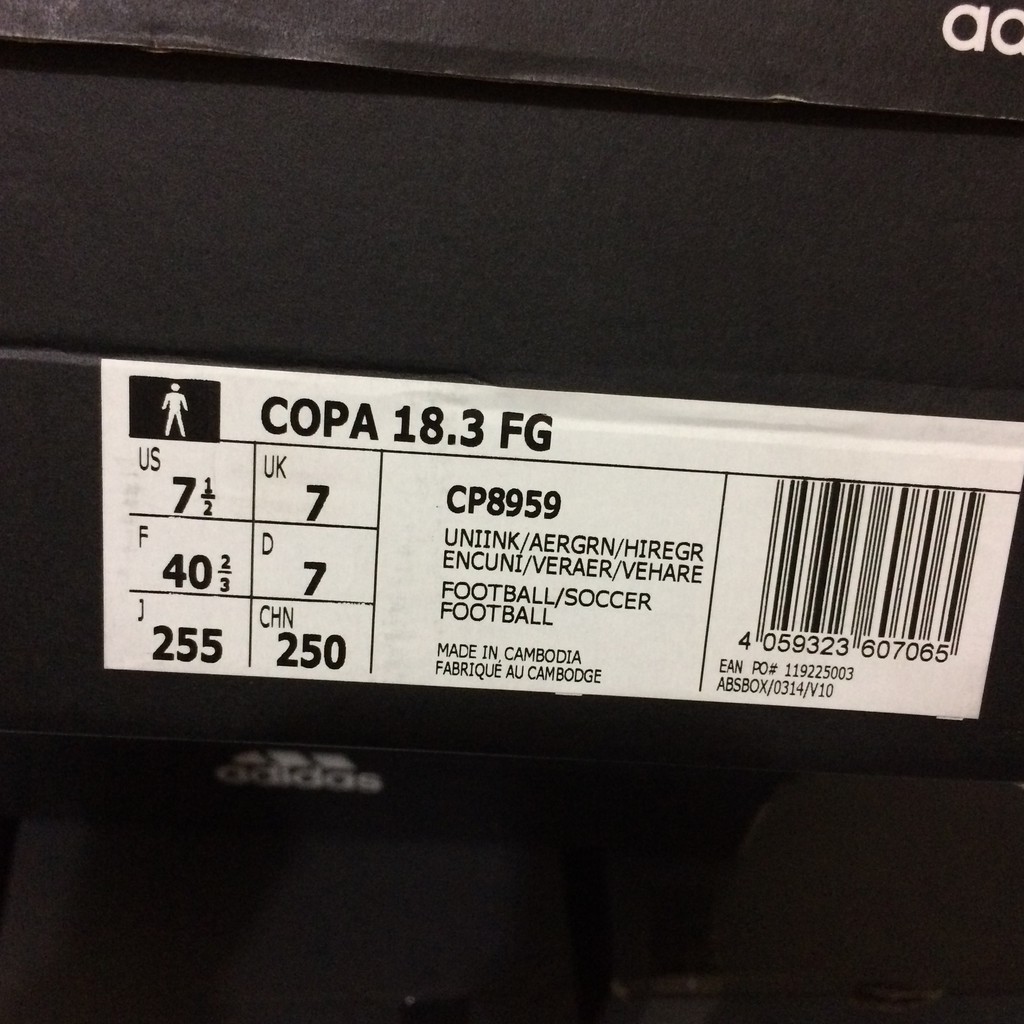 ad
COPA 18.3 FG
US 7 1/2 UK 7
F 40 2/3 D 7
J 255 CHN 250
CP8959
UNIINK/AERGRN/HIREGR
ENCUNI/VERAER/VEHARE
FOOTBALL/SOCCER
FOOTBALL
MADE IN CAMBODIA
FABRIQUÉ AU CAMBODGE
4 059323 607065
EAN PO# 119225003
ABSBOX/0314/V10
adidas